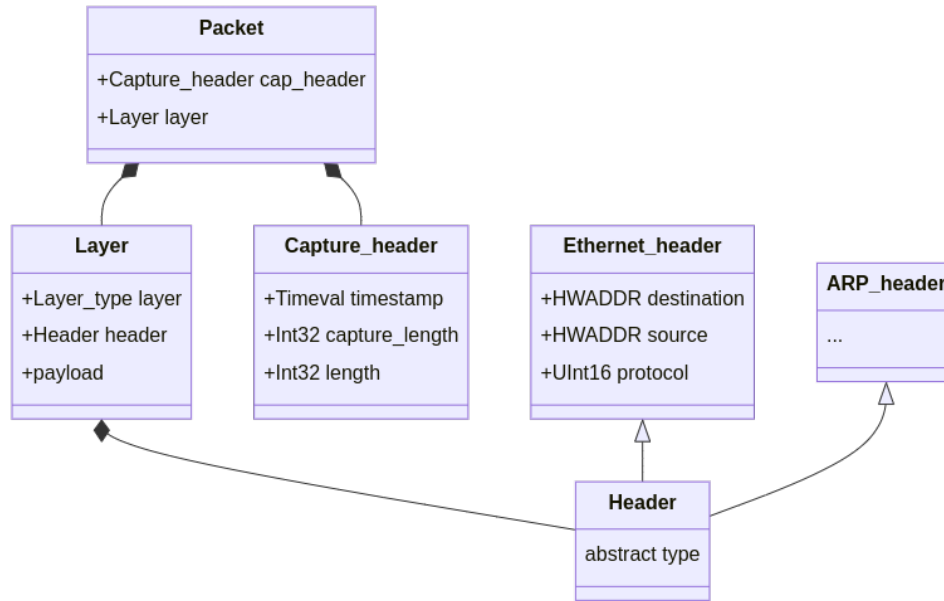 Packet
+Capture_header cap_header
+Layer layer
Layer
+Layer_type layer
+Header header
+payload
Capture_header
+Timeval timestamp
+Int32 capture_length
+Int32 length
Ethernet_header
+HWADDR destination
+HWADDR source
+UInt16 protocol
ARP_header
...
Header
abstract type